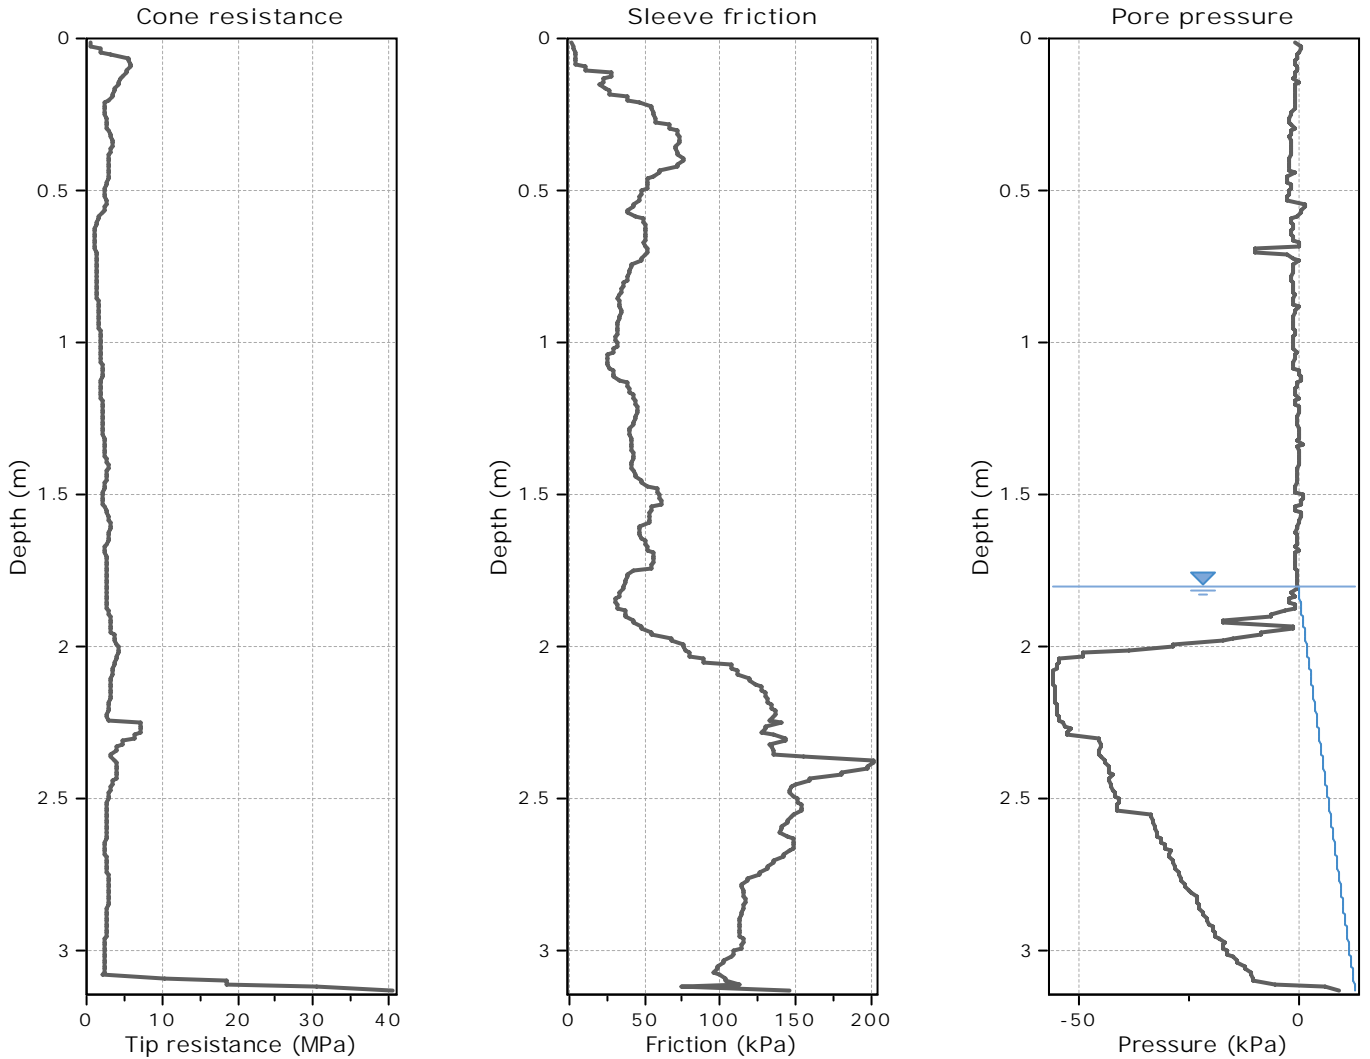 Cone resistance
0
0.5
1
1.5
2
2.5
3
Depth (m)
0 10 20 30 40
Tip resistance (MPa)
Sleeve friction
0
0.5
1
1.5
2
2.5
3
Depth (m)
0 50 100 150 200
Friction (kPa)
Pore pressure
0
0.5
1
1.5
2
2.5
3
Depth (m)
-50 0
Pressure (kPa)